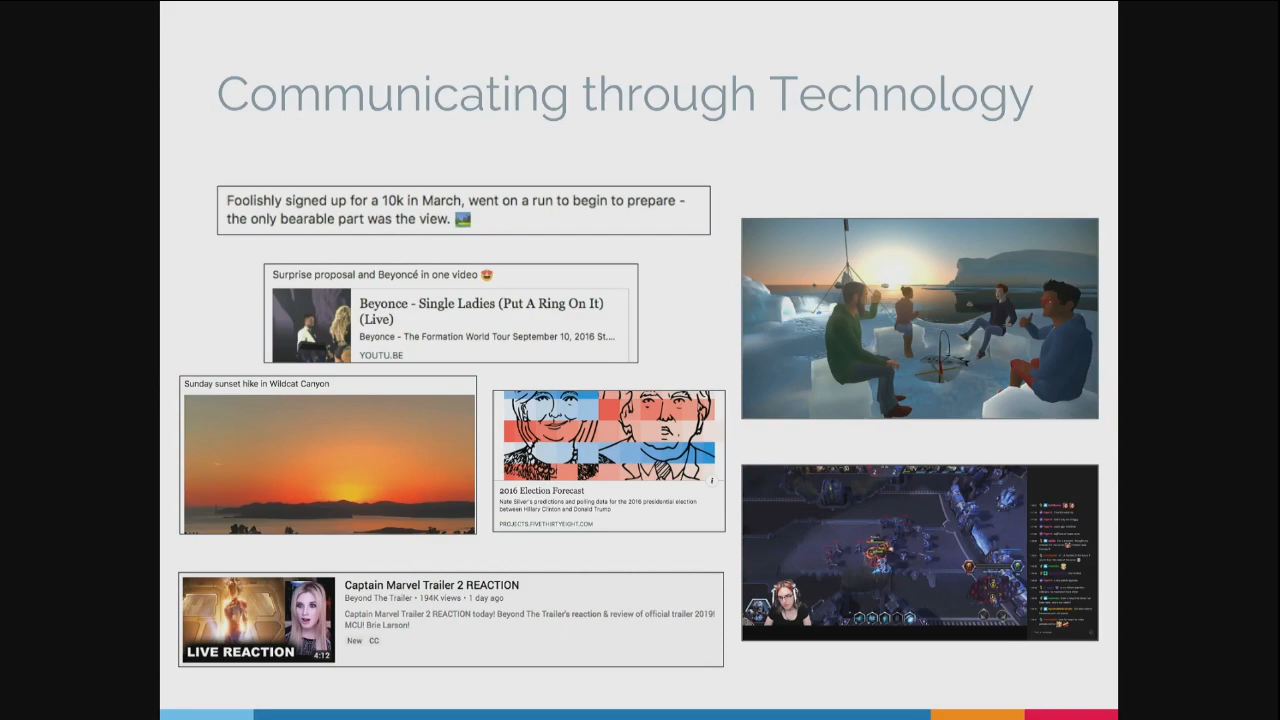 Communicating through Technology
Foolishly signed up for a 10k in March, went on a run to begin to prepare -
the only bearable part was the view. 🏞
Surprise proposal and Beyoncé in one video 🤩
Beyonce - Single Ladies (Put A Ring On It)
(Live)
Beyonce - The Formation World Tour September 10, 2016 St....
YOUTU.BE
Sunday sunset hike in Wildcat Canyon
2016 Election Forecast
Nate Silver's predictions and polling data for the 2016 presidential election
between Hillary Clinton and Donald Trump
PROJECTS.FIVETHIRTYEIGHT.COM
Captain Marvel Trailer 2 REACTION
Beyond The Trailer • 194K views • 1 day ago
Captain Marvel Trailer 2 REACTION today! Beyond The Trailer's reaction & review of official trailer 2019!
MCU! Brie Larson!
New CC
LIVE REACTION
4:12